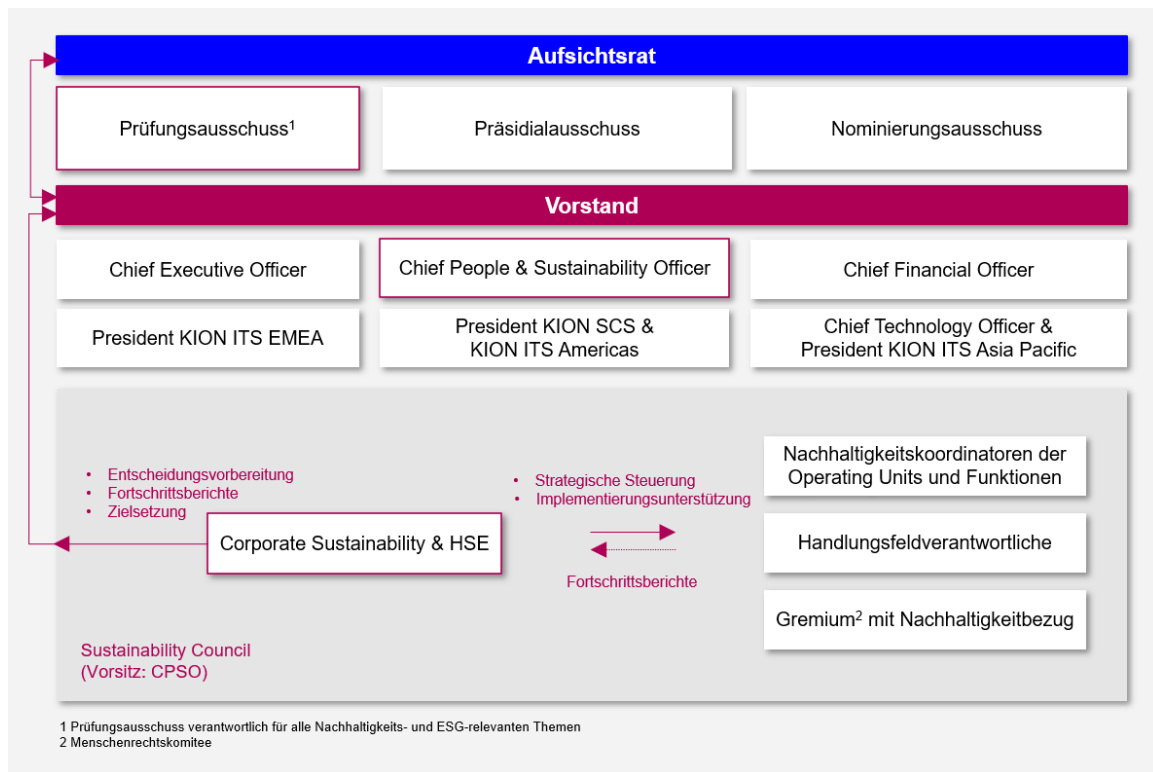 Aufsichtsrat
Prüfungsausschuss¹
Präsidialausschuss
Nominierungsausschuss
Vorstand
Chief Executive Officer
Chief People & Sustainability Officer
Chief Financial Officer
President KION ITS EMEA
President KION SCS &
KION ITS Americas
Chief Technology Officer &
President KION ITS Asia Pacific
• Entscheidungsvorbereitung
• Fortschrittsberichte
• Zielsetzung
Corporate Sustainability & HSE
• Strategische Steuerung
• Implementierungsunterstützung
Fortschrittsberichte
Nachhaltigkeitskoordinatoren der
Operating Units und Funktionen
Handlungsfeldverantwortliche
Gremium² mit Nachhaltigkeitbezug
Sustainability Council
(Vorsitz: CPSO)
1 Prüfungsausschuss verantwortlich für alle Nachhaltigkeits- und ESG-relevanten Themen
2 Menschenrechtskomitee